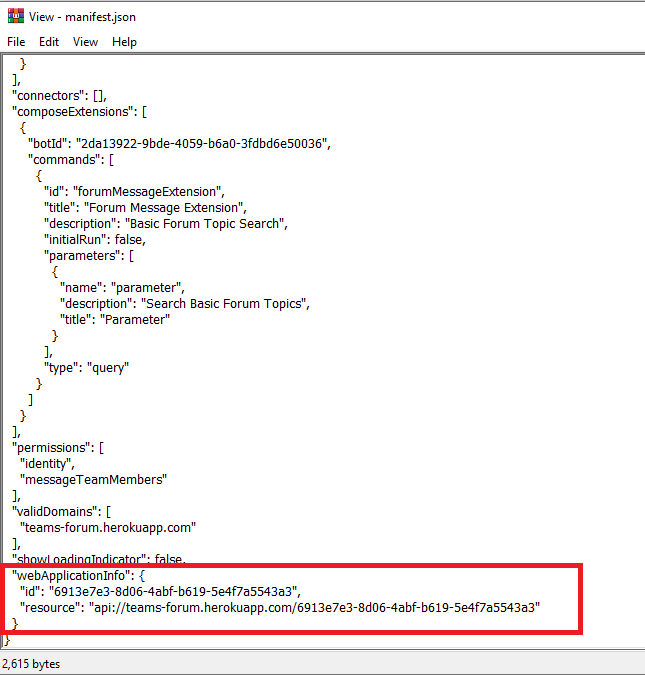 View - manifest.json
File Edit View Help
}
],
"connectors": [],
"composeExtensions": [
{
"botId": "2da13922-9bde-4059-b6a0-3fdbd6e50036",
"commands": [
{
"id": "forumMessageExtension",
"title": "Forum Message Extension",
"description": "Basic Forum Topic Search",
"initialRun": false,
"parameters": [
{
"name": "parameter",
"description": "Search Basic Forum Topics",
"title": "Parameter"
}
],
"type": "query"
}
]
}
],
"permissions": [
"identity",
"messageTeamMembers"
],
"validDomains": [
"teams-forum.herokuapp.com"
],
"showLoadingIndicator": false,
"webApplicationInfo": {
"id": "6913e7e3-8d06-4abf-b619-5e4f7a5543a3",
"resource": "api://teams-forum.herokuapp.com/6913e7e3-8d06-4abf-b619-5e4f7a5543a3"
}
}
2,615 bytes